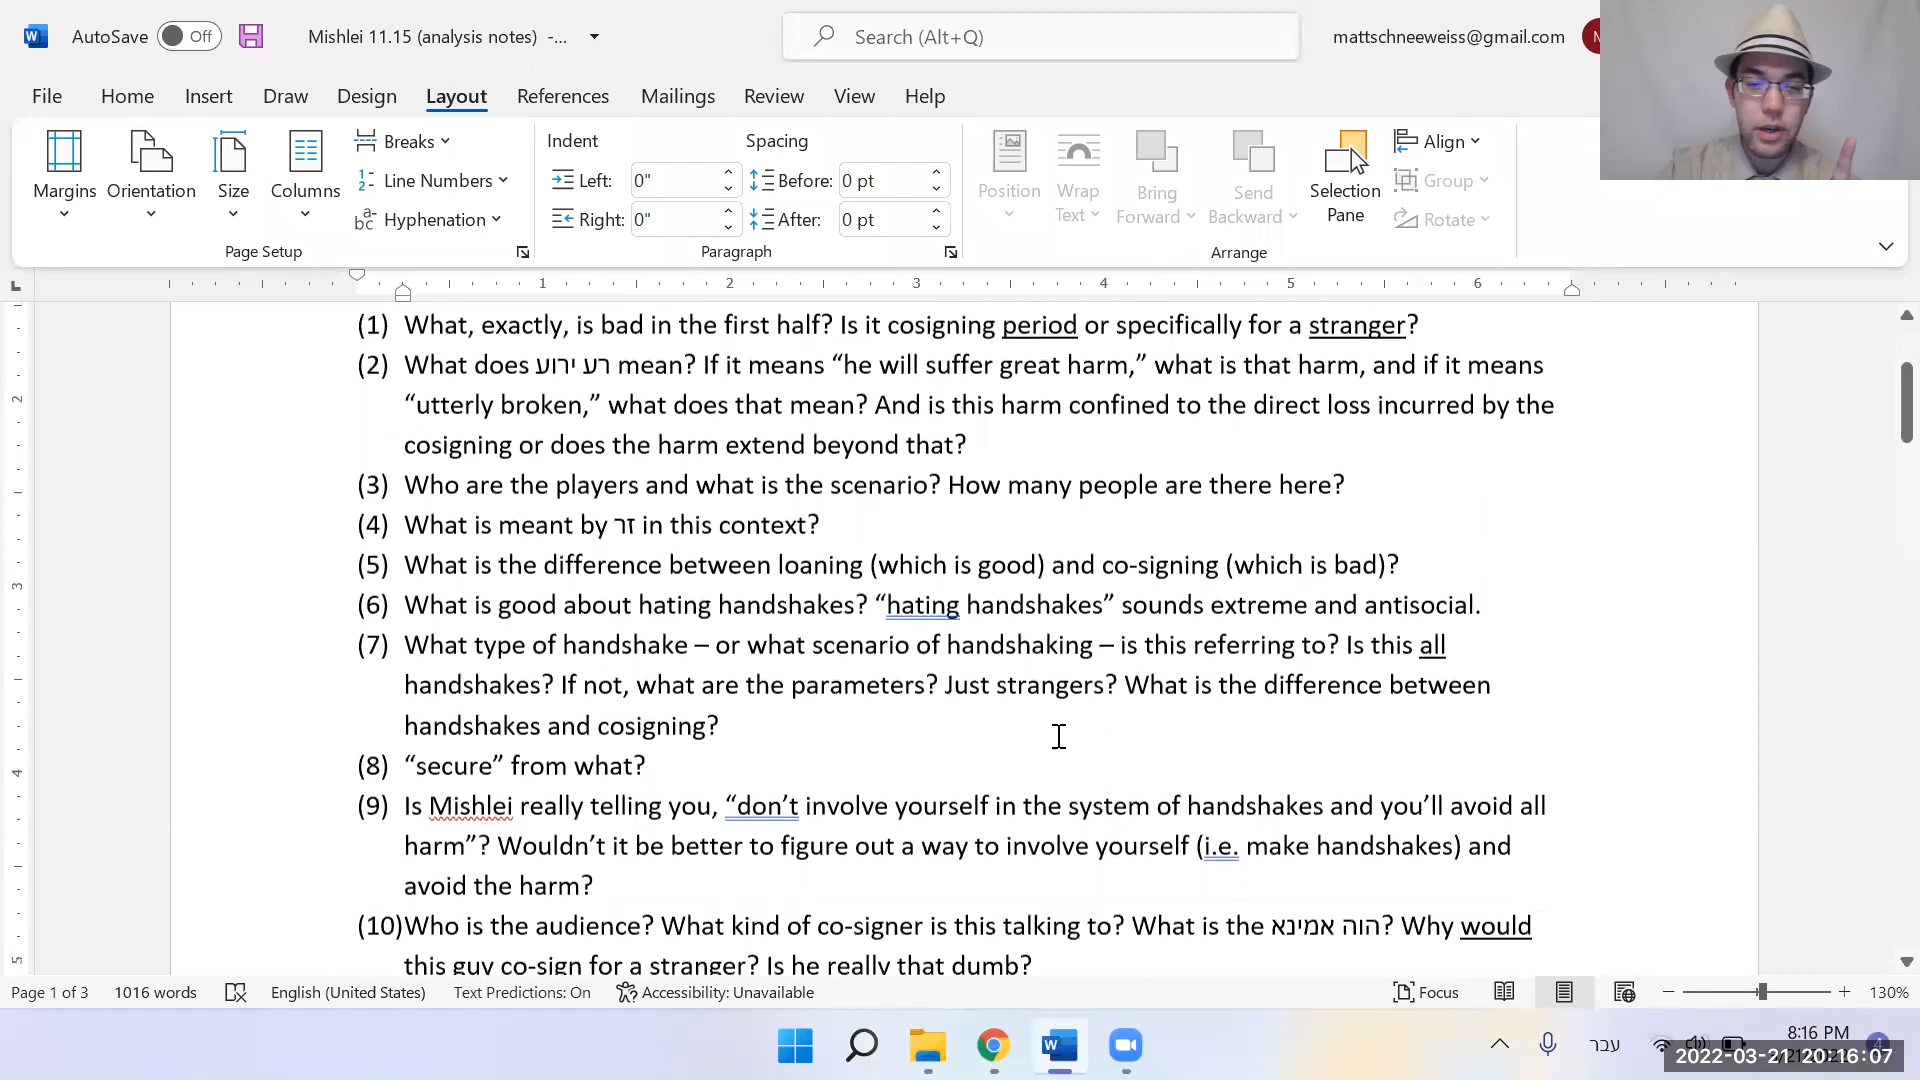 AutoSave Off Mishlei 11.15 (analysis notes) -... Search (Alt+Q) mattschneeweiss@gmail.com
File Home Insert Draw Design Layout References Mailings Review View Help
Margins Orientation Size Columns
Breaks
Line Numbers
Hyphenation
Page Setup
Indent Spacing
Left: 0" Before: 0 pt
Right: 0" After: 0 pt
Paragraph
Position Wrap Text Bring Forward Send Backward Selection Pane
Align
Group
Rotate
Arrange
1 2 3 4 5 6
(1) What, exactly, is bad in the first half? Is it cosigning period or specifically for a stranger?
(2) What does רע ירוע mean? If it means “he will suffer great harm,” what is that harm, and if it means
“utterly broken,” what does that mean? And is this harm confined to the direct loss incurred by the
cosigning or does the harm extend beyond that?
(3) Who are the players and what is the scenario? How many people are there here?
(4) What is meant by זר in this context?
(5) What is the difference between loaning (which is good) and co-signing (which is bad)?
(6) What is good about hating handshakes? “hating handshakes” sounds extreme and antisocial.
(7) What type of handshake – or what scenario of handshaking – is this referring to? Is this all
handshakes? If not, what are the parameters? Just strangers? What is the difference between
handshakes and cosigning?
(8) “secure” from what?
(9) Is Mishlei really telling you, “don’t involve yourself in the system of handshakes and you’ll avoid all
harm”? Wouldn’t it be better to figure out a way to involve yourself (i.e. make handshakes) and
avoid the harm?
(10)Who is the audience? What kind of co-signer is this talking to? What is the הוה אמינא? Why would
this guy co-sign for a stranger? Is he really that dumb?
2
3
4
5
Page 1 of 3 1016 words English (United States) Text Predictions: On Accessibility: Unavailable Focus 130%
עבר 8:16 PM
2022-03-21 20:16:07